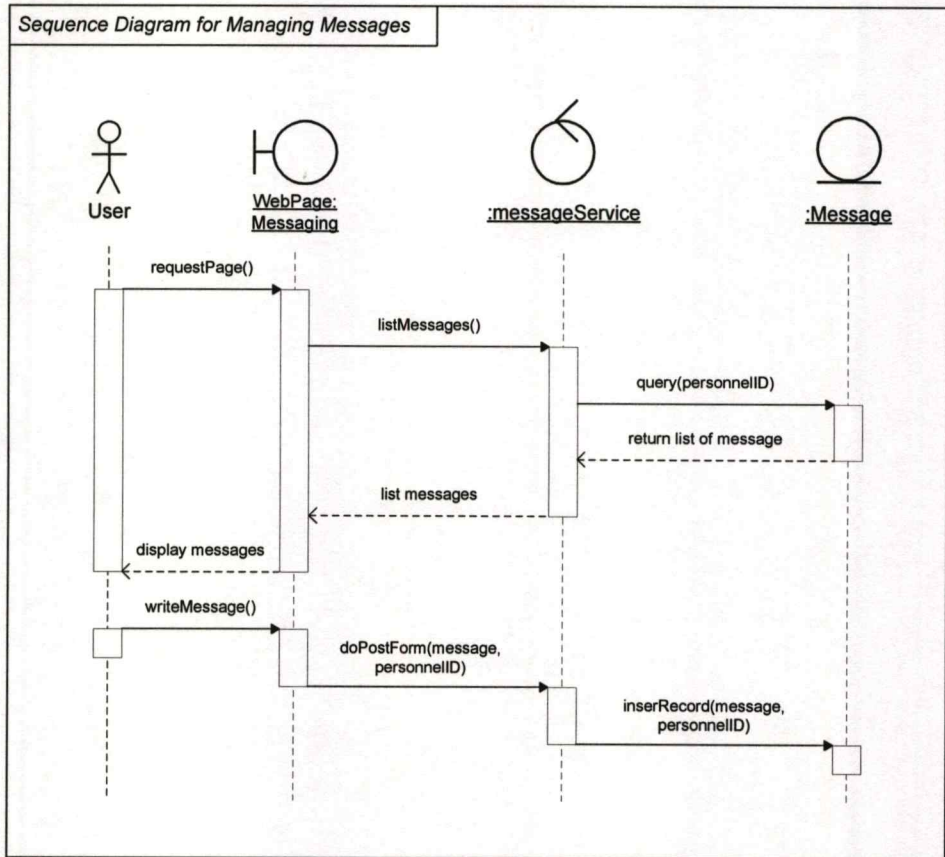 Sequence Diagram for Managing Messages
User
WebPage:
Messaging
:messageService
:Message
requestPage()
listMessages()
query(personnelID)
return list of message
list messages
display messages
writeMessage()
doPostForm(message,
personnelID)
inserRecord(message,
personnelID)